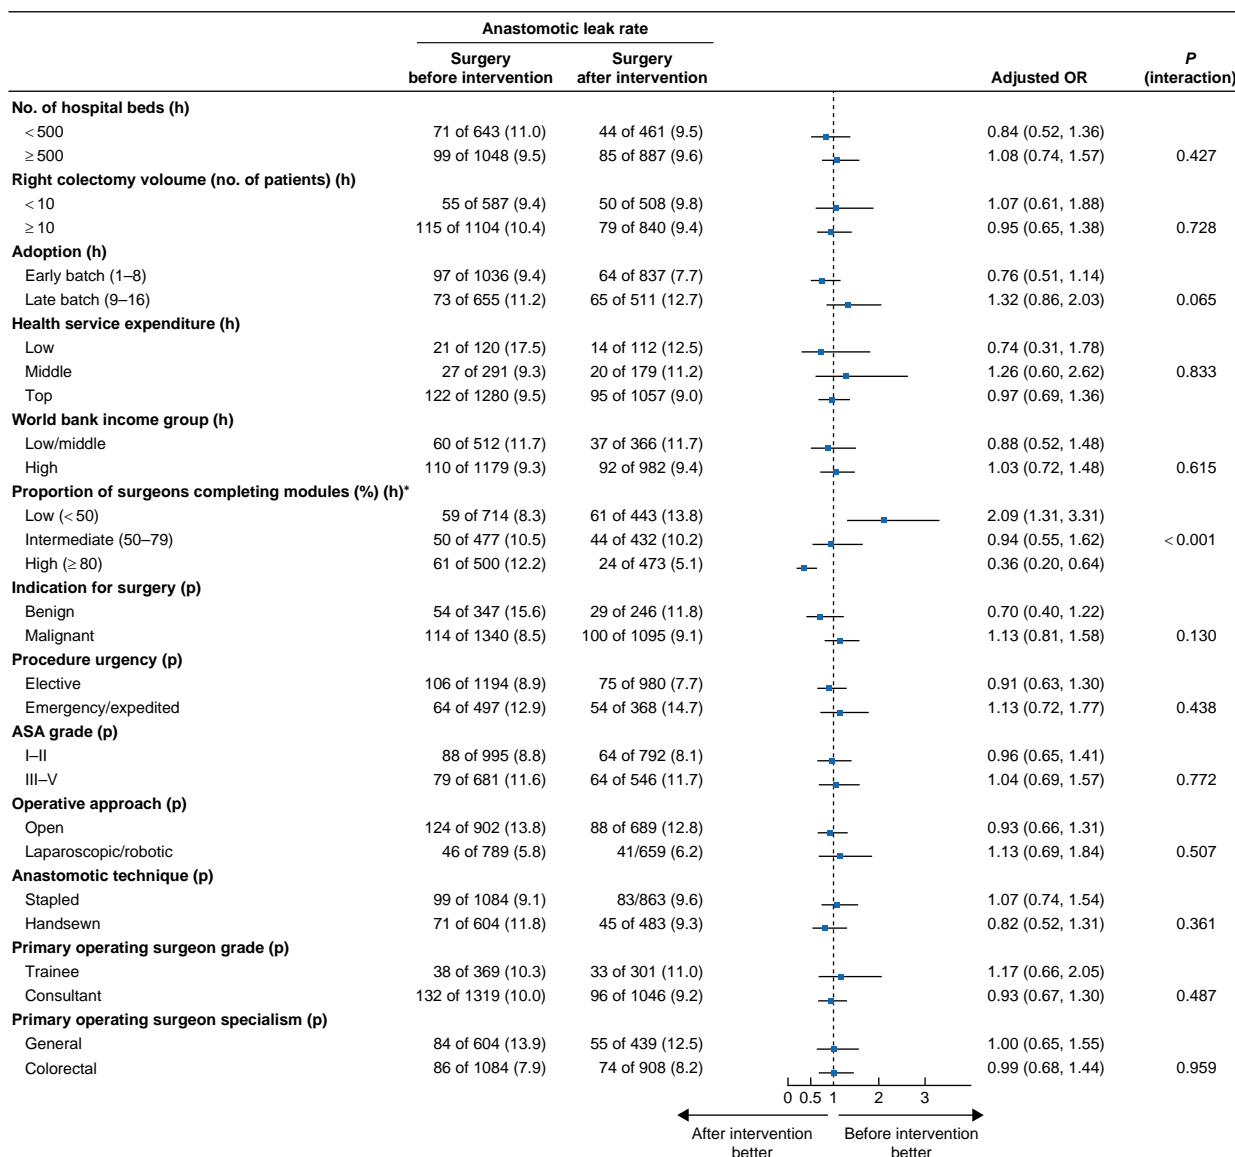 Anastomotic leak rate
Surgery before intervention Surgery after intervention Adjusted OR P (interaction)
No. of hospital beds (h)
< 500 71 of 643 (11.0) 44 of 461 (9.5) 0.84 (0.52, 1.36)
≥ 500 99 of 1048 (9.5) 85 of 887 (9.6) 1.08 (0.74, 1.57) 0.427
Right colectomy voloume (no. of patients) (h)
< 10 55 of 587 (9.4) 50 of 508 (9.8) 1.07 (0.61, 1.88)
≥ 10 115 of 1104 (10.4) 79 of 840 (9.4) 0.95 (0.65, 1.38) 0.728
Adoption (h)
Early batch (1–8) 97 of 1036 (9.4) 64 of 837 (7.7) 0.76 (0.51, 1.14)
Late batch (9–16) 73 of 655 (11.2) 65 of 511 (12.7) 1.32 (0.86, 2.03) 0.065
Health service expenditure (h)
Low 21 of 120 (17.5) 14 of 112 (12.5) 0.74 (0.31, 1.78)
Middle 27 of 291 (9.3) 20 of 179 (11.2) 1.26 (0.60, 2.62) 0.833
Top 122 of 1280 (9.5) 95 of 1057 (9.0) 0.97 (0.69, 1.36)
World bank income group (h)
Low/middle 60 of 512 (11.7) 37 of 366 (11.7) 0.88 (0.52, 1.48)
High 110 of 1179 (9.3) 92 of 982 (9.4) 1.03 (0.72, 1.48) 0.615
Proportion of surgeons completing modules (%) (h)*
Low (< 50) 59 of 714 (8.3) 61 of 443 (13.8) 2.09 (1.31, 3.31)
Intermediate (50–79) 50 of 477 (10.5) 44 of 432 (10.2) 0.94 (0.55, 1.62) < 0.001
High (≥ 80) 61 of 500 (12.2) 24 of 473 (5.1) 0.36 (0.20, 0.64)
Indication for surgery (p)
Benign 54 of 347 (15.6) 29 of 246 (11.8) 0.70 (0.40, 1.22)
Malignant 114 of 1340 (8.5) 100 of 1095 (9.1) 1.13 (0.81, 1.58) 0.130
Procedure urgency (p)
Elective 106 of 1194 (8.9) 75 of 980 (7.7) 0.91 (0.63, 1.30)
Emergency/expedited 64 of 497 (12.9) 54 of 368 (14.7) 1.13 (0.72, 1.77) 0.438
ASA grade (p)
I–II 88 of 995 (8.8) 64 of 792 (8.1) 0.96 (0.65, 1.41)
III–V 79 of 681 (11.6) 64 of 546 (11.7) 1.04 (0.69, 1.57) 0.772
Operative approach (p)
Open 124 of 902 (13.8) 88 of 689 (12.8) 0.93 (0.66, 1.31)
Laparoscopic/robotic 46 of 789 (5.8) 41/659 (6.2) 1.13 (0.69, 1.84) 0.507
Anastomotic technique (p)
Stapled 99 of 1084 (9.1) 83/863 (9.6) 1.07 (0.74, 1.54)
Handsewn 71 of 604 (11.8) 45 of 483 (9.3) 0.82 (0.52, 1.31) 0.361
Primary operating surgeon grade (p)
Trainee 38 of 369 (10.3) 33 of 301 (11.0) 1.17 (0.66, 2.05)
Consultant 132 of 1319 (10.0) 96 of 1046 (9.2) 0.93 (0.67, 1.30) 0.487
Primary operating surgeon specialism (p)
General 84 of 604 (13.9) 55 of 439 (12.5) 1.00 (0.65, 1.55)
Colorectal 86 of 1084 (7.9) 74 of 908 (8.2) 0.99 (0.68, 1.44) 0.959
0 0.5 1 2 3
After intervention better Before intervention better